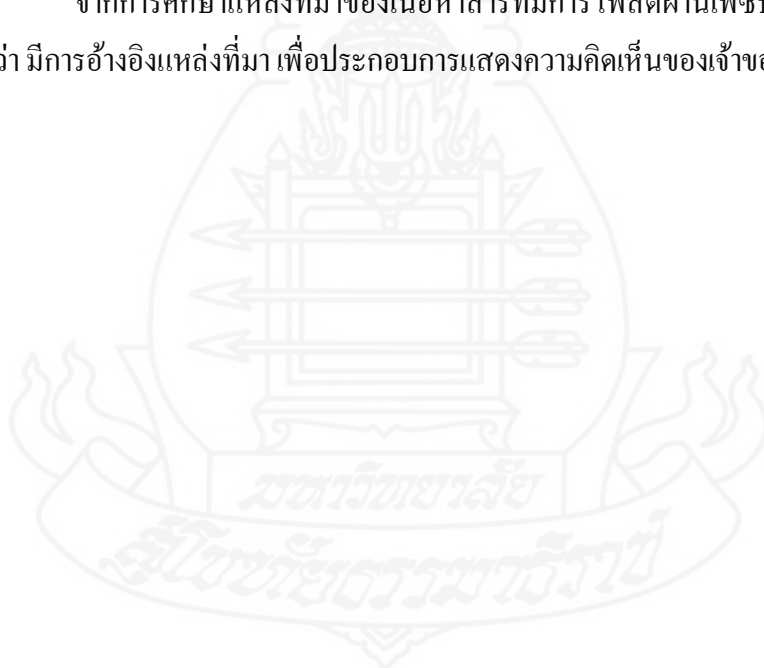 จากการศึกษาแหล่งที่มาของเนื้อหาสารที่มีการโพสต์ผ่านเพซ
ว่า มีการอ้างอิงแหล่งที่มา เพื่อประกอบการแสดงความคิดเห็นของเจ้าขอ
มหาวิทยาลัย
สุโขทัยธรรมาธิราช